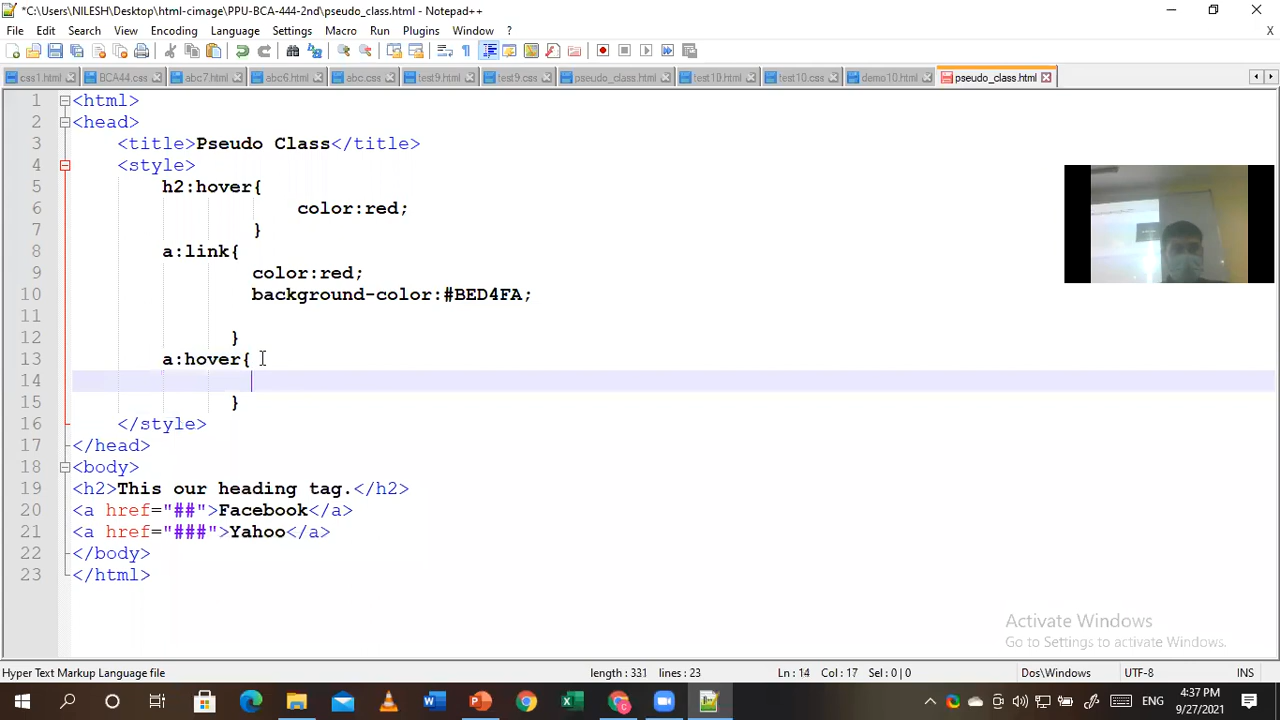 *C:\Users\NILESH\Desktop\html-cimage\PPU-BCA-444-2nd\pseudo_class.html - Notepad++
File Edit Search View Encoding Language Settings Macro Run Plugins Window ? X
css1.html BCA44.css abc7.html abc6.html abc.css test9.html test9.css pseudo_class.html test10.html test10.css damo10.html pseudo_class.html
1 <html>
2 <head>
3 <title>Pseudo Class</title>
4 <style>
5 h2:hover{
6 color:red;
7 }
8 a:link{
9 color:red;
10 background-color:#BED4FA;
11
12 }
13 a:hover{
14
15 }
16 </style>
17 </head>
18 <body>
19 <h2>This our heading tag.</h2>
20 <a href="##">Facebook</a>
21 <a href="###">Yahoo</a>
22 </body>
23 </html>
Activate Windows
Go to Settings to activate Windows.
Hyper Text Markup Language file length : 331 lines : 23 Ln : 14 Col : 17 Sel : 0 | 0 Dos\Windows UTF-8 INS
ENG 4:37 PM
9/27/2021